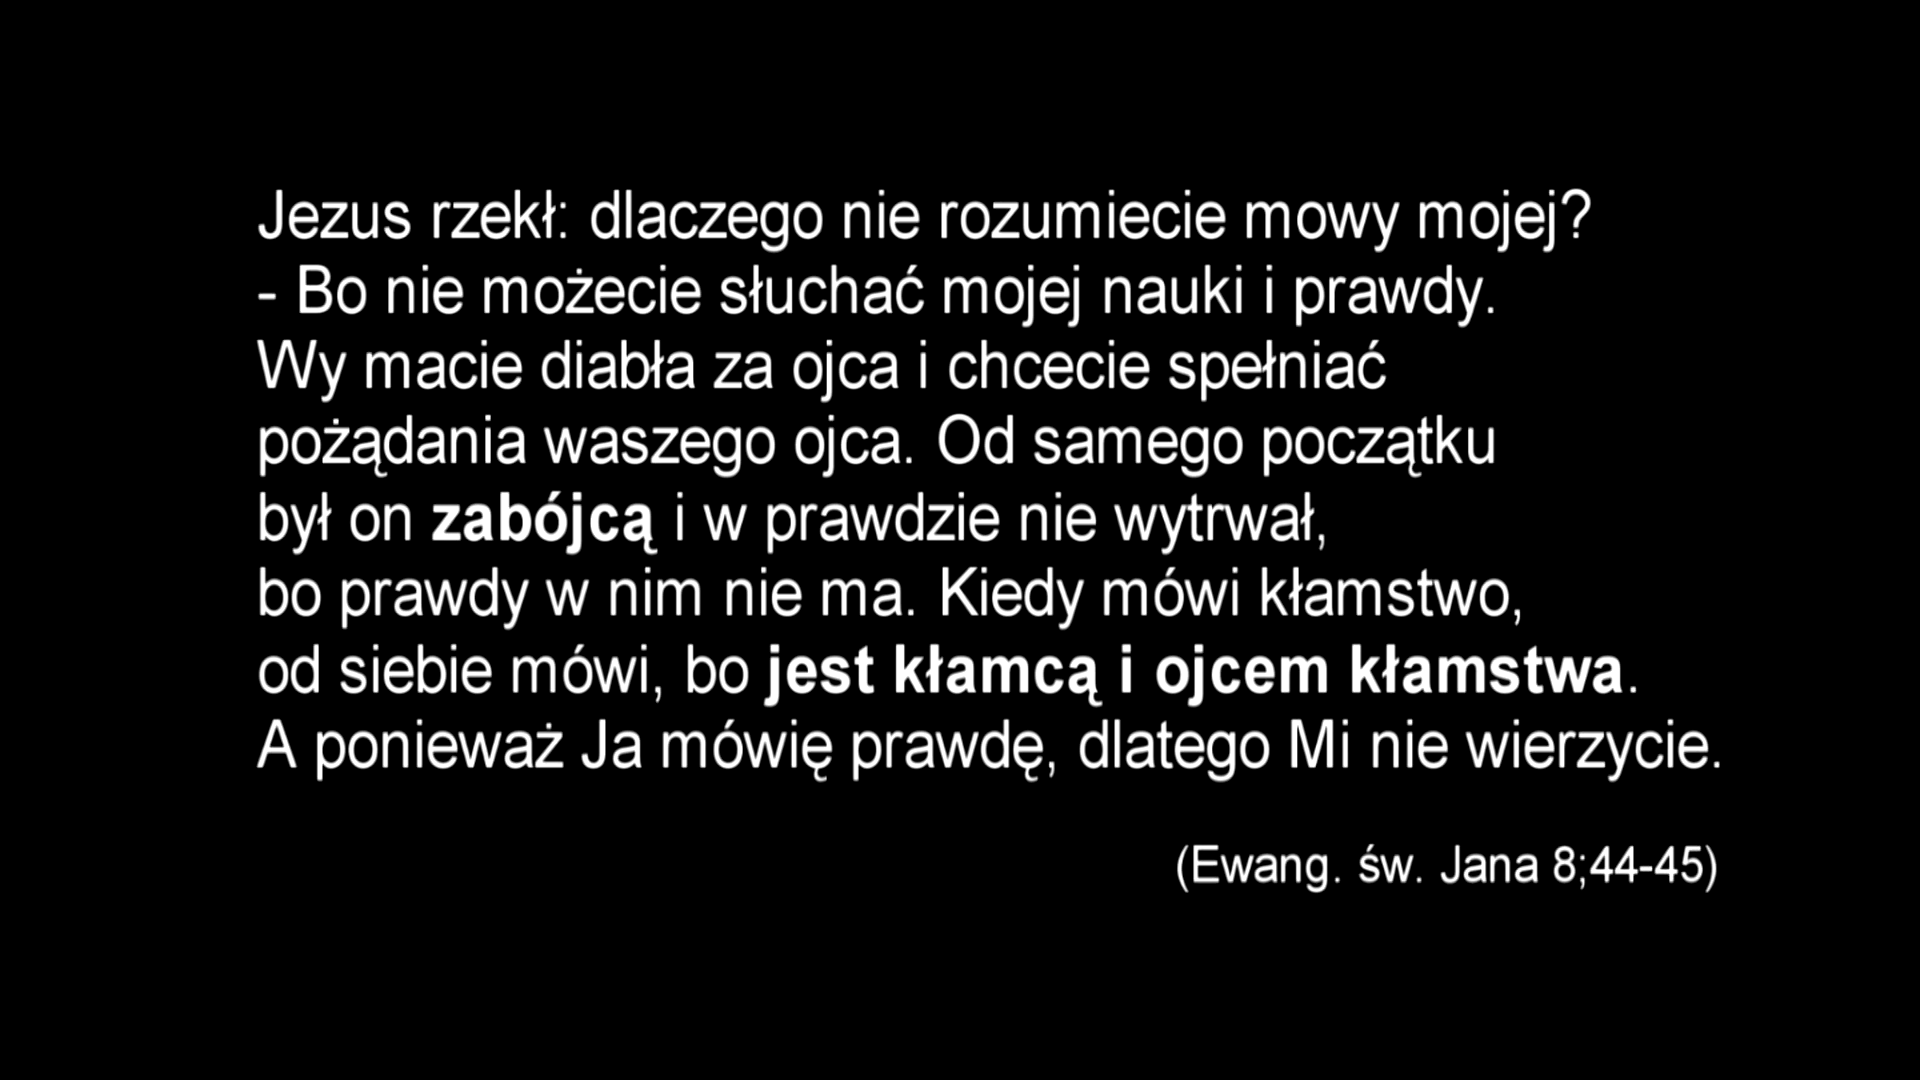 Jezus rzekł: dlaczego nie rozumiecie mowy mojej?
- Bo nie możecie słuchać mojej nauki i prawdy.
Wy macie diabła za ojca i chcecie spełniać
pożądania waszego ojca. Od samego początku
był on zabójcą i w prawdzie nie wytrwał,
bo prawdy w nim nie ma. Kiedy mówi kłamstwo,
od siebie mówi, bo jest kłamcą i ojcem kłamstwa.
A ponieważ Ja mówię prawdę, dlatego Mi nie wierzycie.
(Ewang. św. Jana 8;44-45)